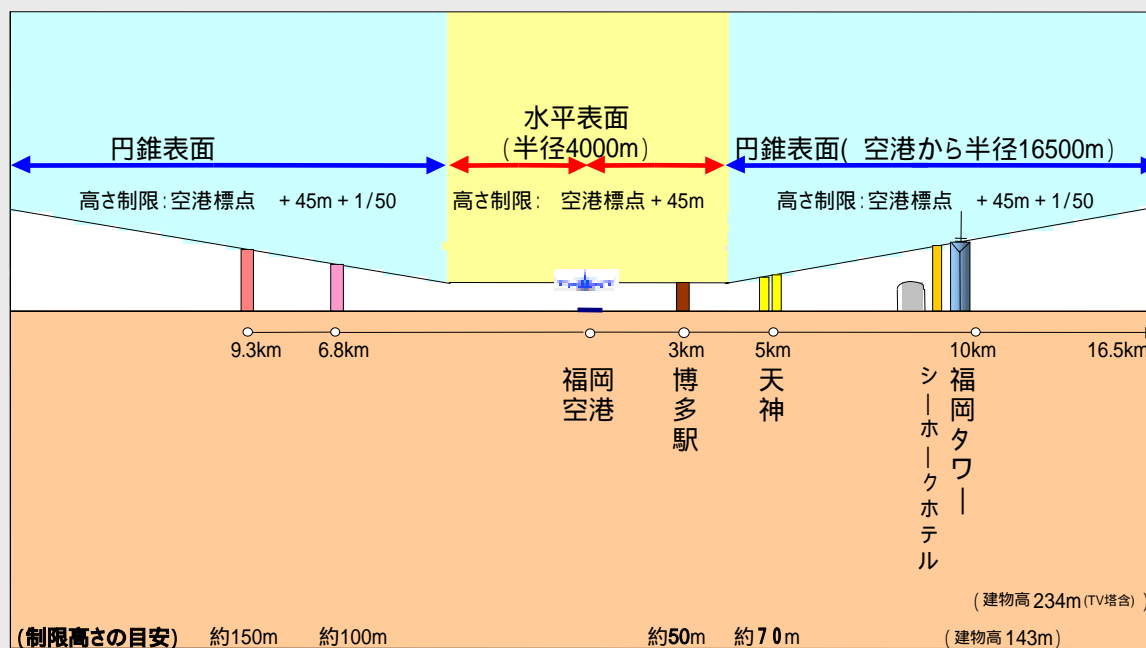 水平表面
(半径4000m)
円錐表面
円錐表面( 空港から半径16500m)
高さ制限:空港標点 +45m+1/50
高さ制限: 空港標点+45m
高さ制限:空港標点 +45m+1/50
9.3km
6.8km
3km
5km
10km
16.5km
福岡
空港
博多駅
天神
シーホークホテル
福岡タワー
(建物高234m(TV塔含)
(制限高さの目安) 約150m 約100m 約50m 約70m (建物高143m)